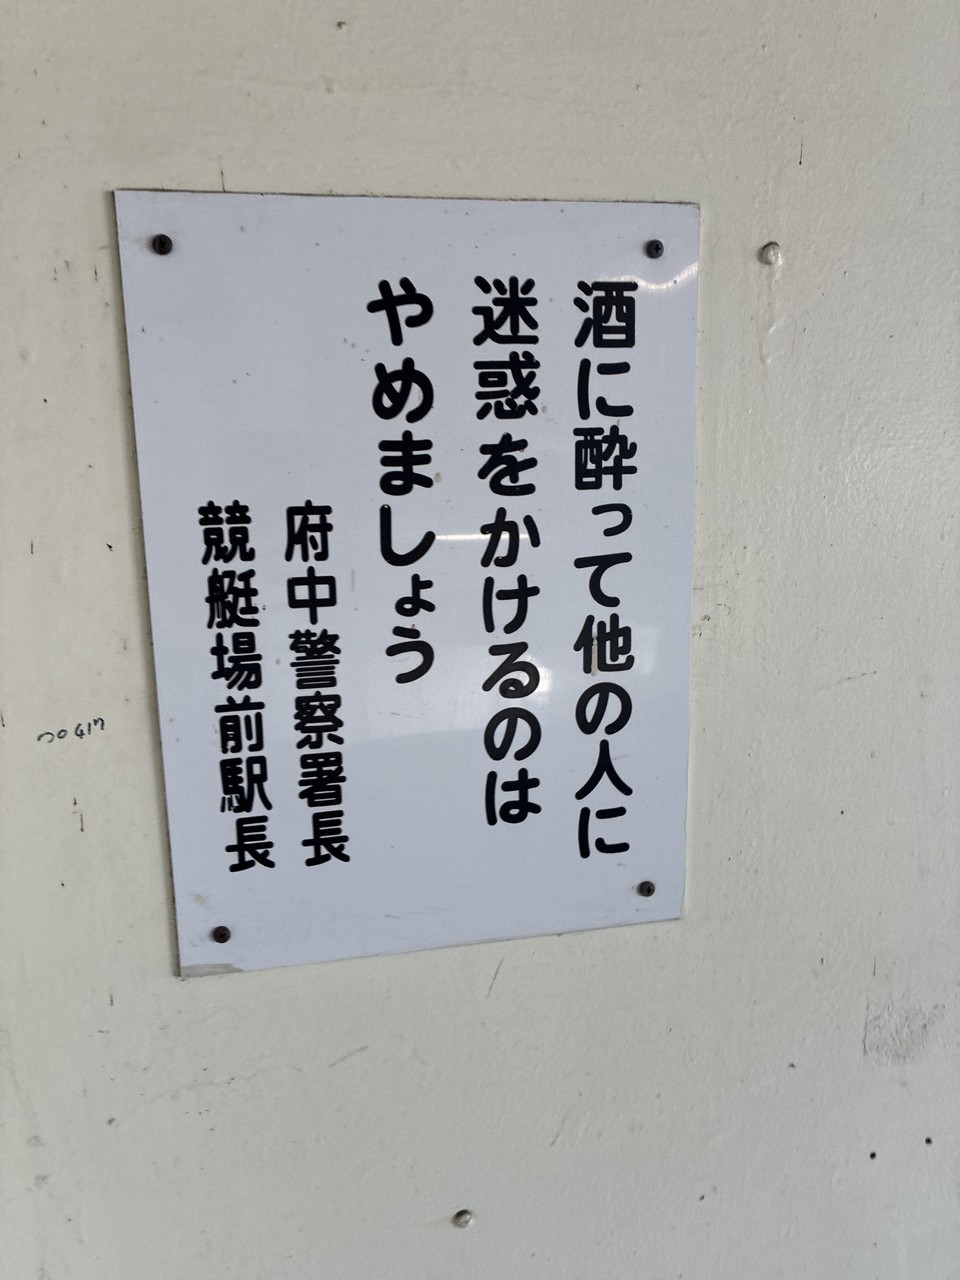 酒に酔って他の人に
迷惑をかけるのは
やめましょう
府中警察署長
競艇場前駅長